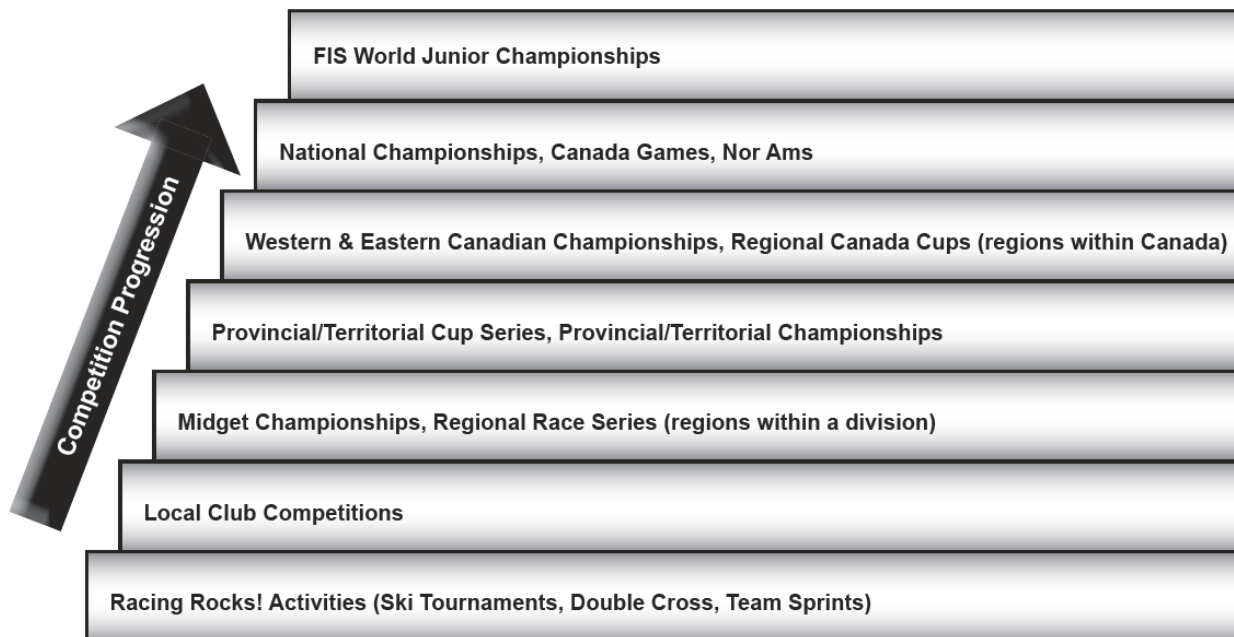 FIS World Junior Championships
National Championships, Canada Games, Nor Ams
Western & Eastern Canadian Championships, Regional Canada Cups (regions within Canada)
Provincial/Territorial Cup Series, Provincial/Territorial Championships
Midget Championships, Regional Race Series (regions within a division)
Local Club Competitions
Racing Rocks! Activities (Ski Tournaments, Double Cross, Team Sprints)
Competition Progression